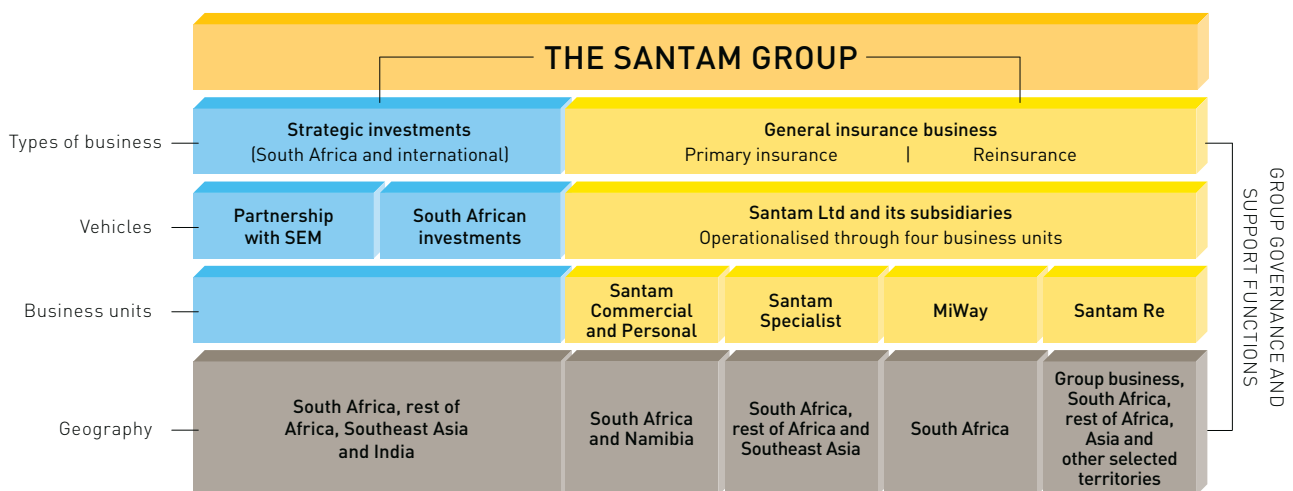 THE SANTAM GROUP
Types of business
Strategic investments
(South Africa and international)
General insurance business
Primary insurance | Reinsurance
Vehicles
Partnership
with SEM
South African
investments
Santam Ltd and its subsidiaries
Operationalised through four business units
Business units
Santam
Commercial
and Personal
Santam
Specialist
MiWay
Santam Re
Geography
South Africa, rest of
Africa, Southeast Asia
and India
South Africa
and Namibia
South Africa,
rest of Africa and
Southeast Asia
South Africa
Group business,
South Africa,
rest of Africa,
Asia and
other selected
territories
GROUP GOVERNANCE AND
SUPPORT FUNCTIONS